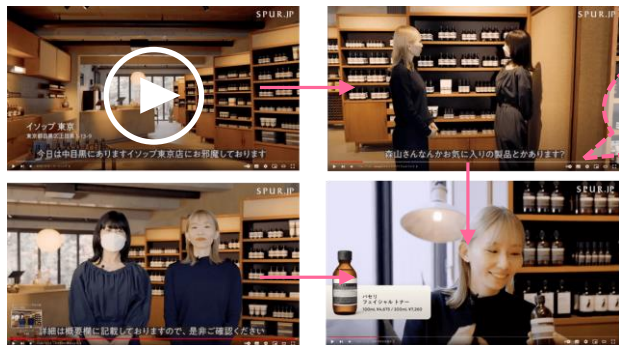 SPUR.JP
イソップ 東京
今日は中目黒にありますイソップ東京店にお邪魔しております
SPUR.JP
森山さんなんかお気に入りの製品とかあります?
SPUR.JP
詳細は概要欄に記載しておりますので、是非ご確認ください
SPUR.JP
パセリ
フェイシャル トナー